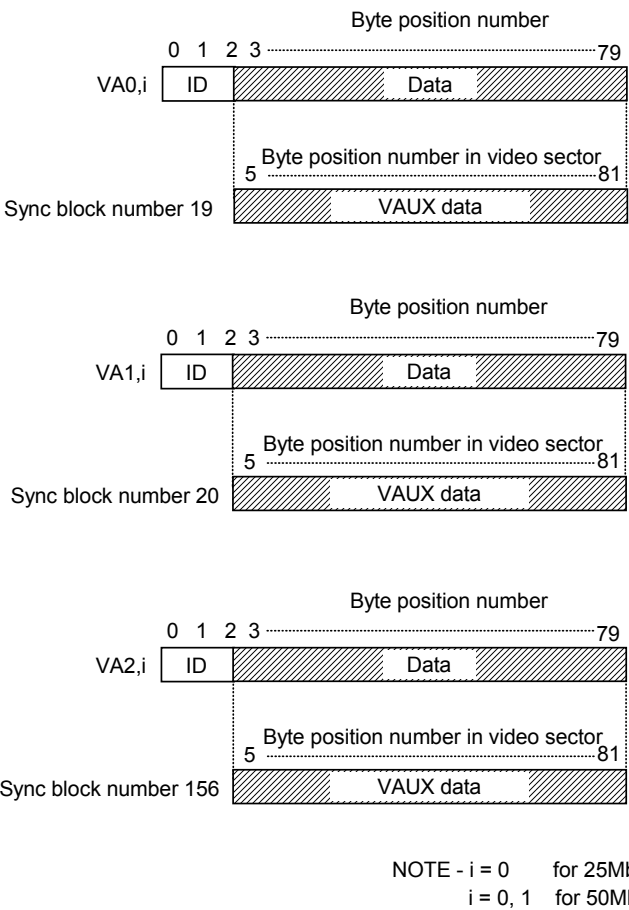 Byte position number
0 1 2 3 79
VA0,i ID Data
Byte position number in video sector
5 81
Sync block number 19 VAUX data
Byte position number
0 1 2 3 79
VA1,i ID Data
Byte position number in video sector
5 81
Sync block number 20 VAUX data
Byte position number
0 1 2 3 79
VA2,i ID Data
Byte position number in video sector
5 81
Sync block number 156 VAUX data
NOTE - i = 0 for 25Mb
i = 0, 1 for 50M